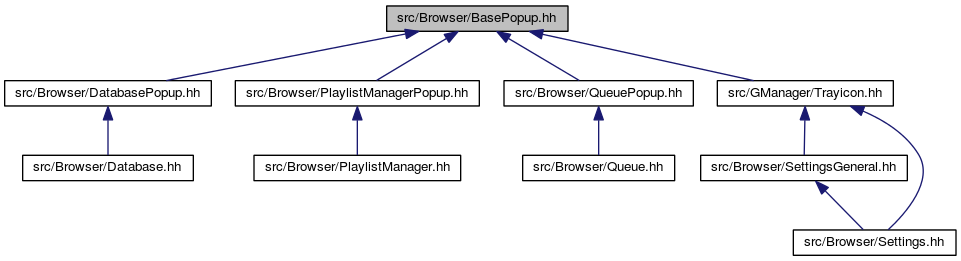 src/Browser/BasePopup.hh
src/Browser/DatabasePopup.hh
src/Browser/PlaylistManagerPopup.hh
src/Browser/QueuePopup.hh
src/GManager/Trayicon.hh
src/Browser/Database.hh
src/Browser/PlaylistManager.hh
src/Browser/Queue.hh
src/Browser/SettingsGeneral.hh
src/Browser/Settings.hh